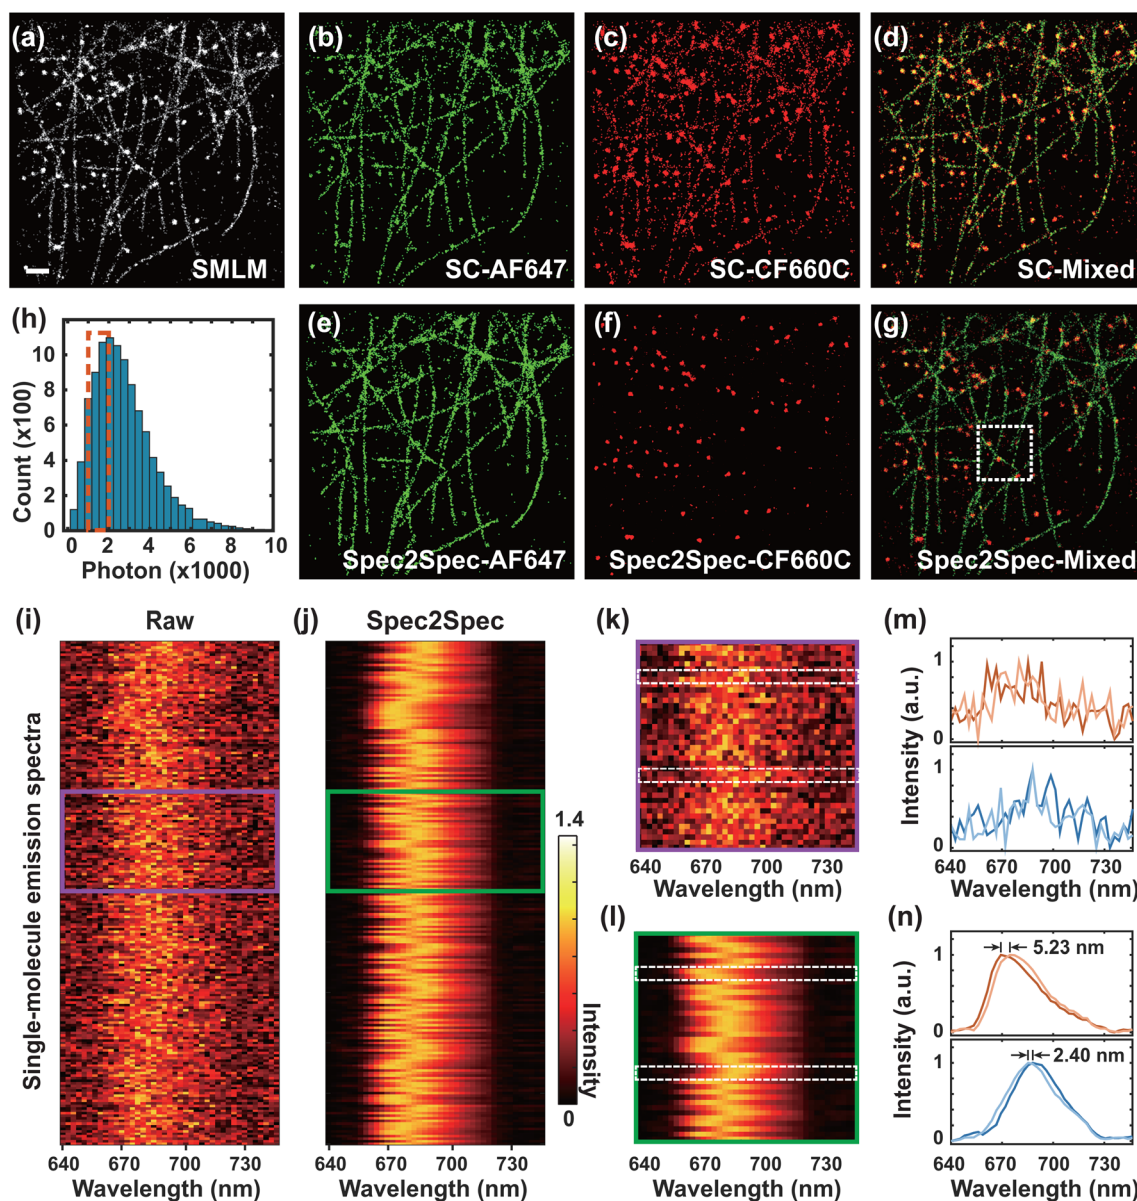 (a)
SMLM
(b)
SC-AF647
(c)
SC-CF660C
(d)
SC-Mixed
(h)
Count (x100)
10
8
6
4
2
0
0 2 4 6 8 10
Photon (x1000)
(e)
Spec2Spec-AF647
(f)
Spec2Spec-CF660C
(g)
Spec2Spec-Mixed
(i)
Raw
Single-molecule emission spectra
640 670 700 730
Wavelength (nm)
(j)
Spec2Spec
640 670 700 730
Wavelength (nm)
1.4
Intensity
0
(k)
640 670 700 730
Wavelength (nm)
(l)
640 670 700 730
Wavelength (nm)
(m)
Intensity (a.u.)
1
0
1
0
640 670 700 730
Wavelength (nm)
(n)
Intensity (a.u.)
1
5.23 nm
0
1
2.40 nm
0
640 670 700 730
Wavelength (nm)